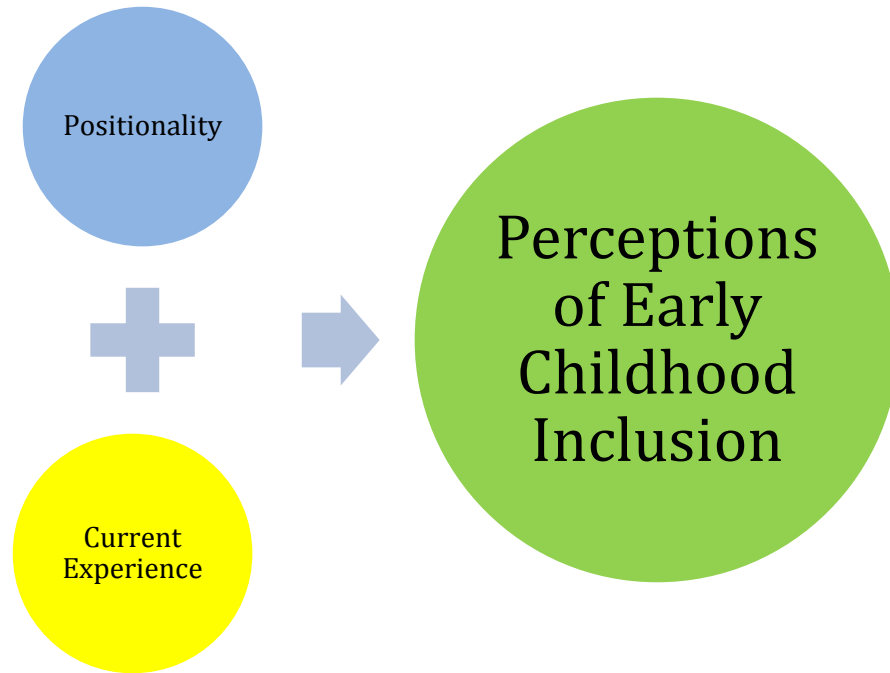 Positionality
Current
Experience
Perceptions
of Early
Childhood
Inclusion